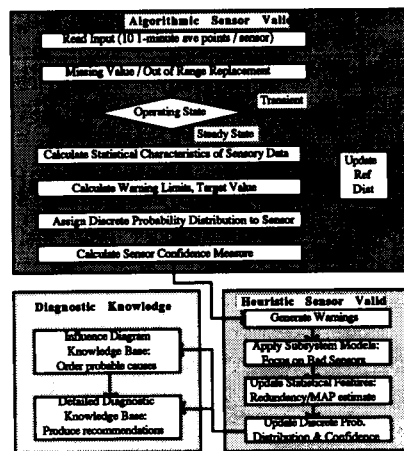 Algorithmic Sensor Valid
Read Input (10 1-minute ave points / sensor)
Missing Value / Out of Range Replacement
Transient
Operating State
Steady State
Calculate Statistical Characteristics of Sensory Data
Update
Ref
Dist
Calculate Warning Limits, Target Value
Assign Discrete Probability Distribution to Sensor
Calculate Sensor Confidence Measure
Diagnostic Knowledge
Influence Diagram
Knowledge Base:
Order probable causes
Detailed Diagnostic
Knowledge Base:
Produce recommendations
Heuristic Sensor Valid
Generate Warnings
Apply Subsystem Models:
Focus on Bad Sensors
Update Statistical Features:
Redundancy/MAP estimate
Update Discrete Prob.
Distribution & Confidence